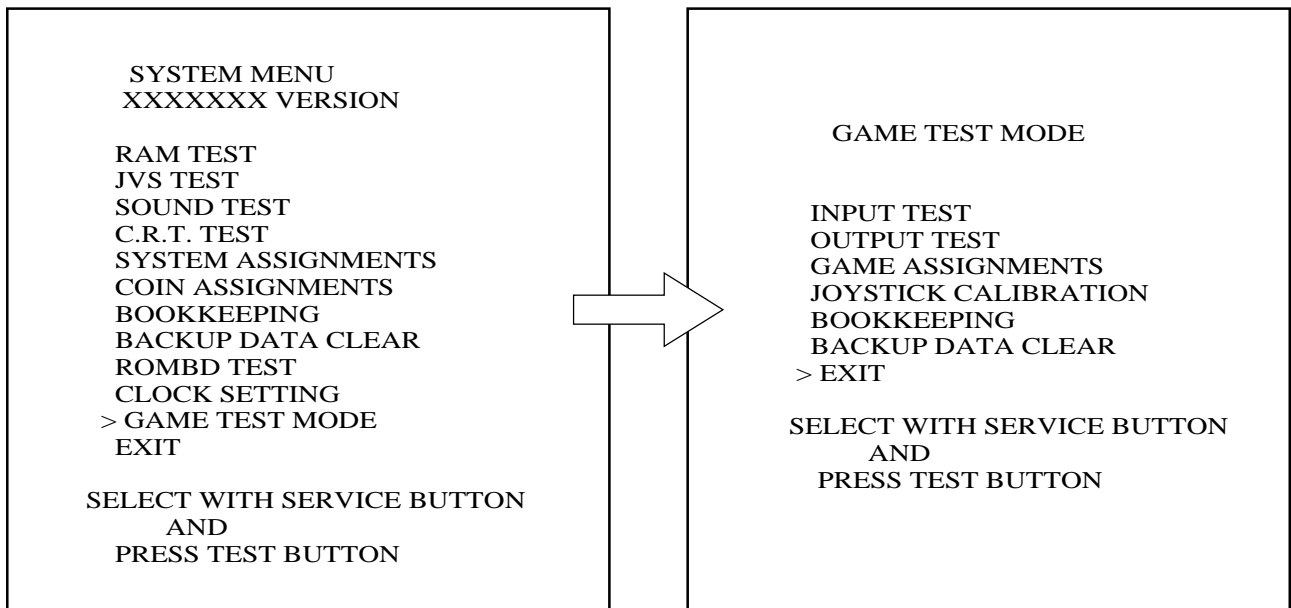 SYSTEM MENU
XXXXXXX VERSION
RAM TEST
JVS TEST
SOUND TEST
C.R.T. TEST
SYSTEM ASSIGNMENTS
COIN ASSIGNMENTS
BOOKKEEPING
BACKUP DATA CLEAR
ROMBD TEST
CLOCK SETTING
> GAME TEST MODE
EXIT
SELECT WITH SERVICE BUTTON
AND
PRESS TEST BUTTON
GAME TEST MODE
INPUT TEST
OUTPUT TEST
GAME ASSIGNMENTS
JOYSTICK CALIBRATION
BOOKKEEPING
BACKUP DATA CLEAR
> EXIT
SELECT WITH SERVICE BUTTON
AND
PRESS TEST BUTTON